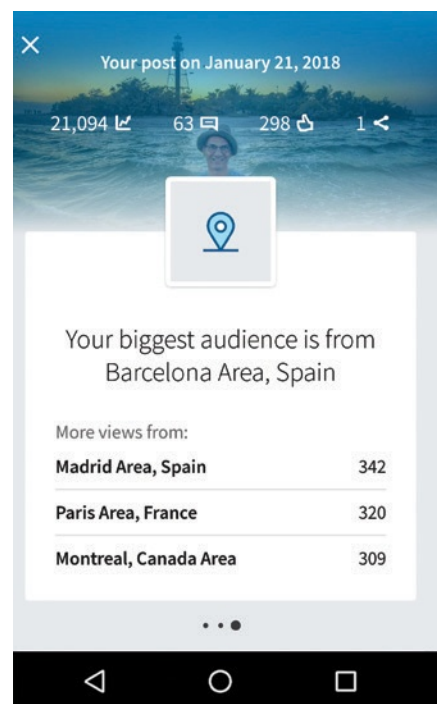 Your post on January 21, 2018
21,094 63 298 1
Your biggest audience is from
Barcelona Area, Spain
More views from:
Madrid Area, Spain 342
Paris Area, France 320
Montreal, Canada Area 309